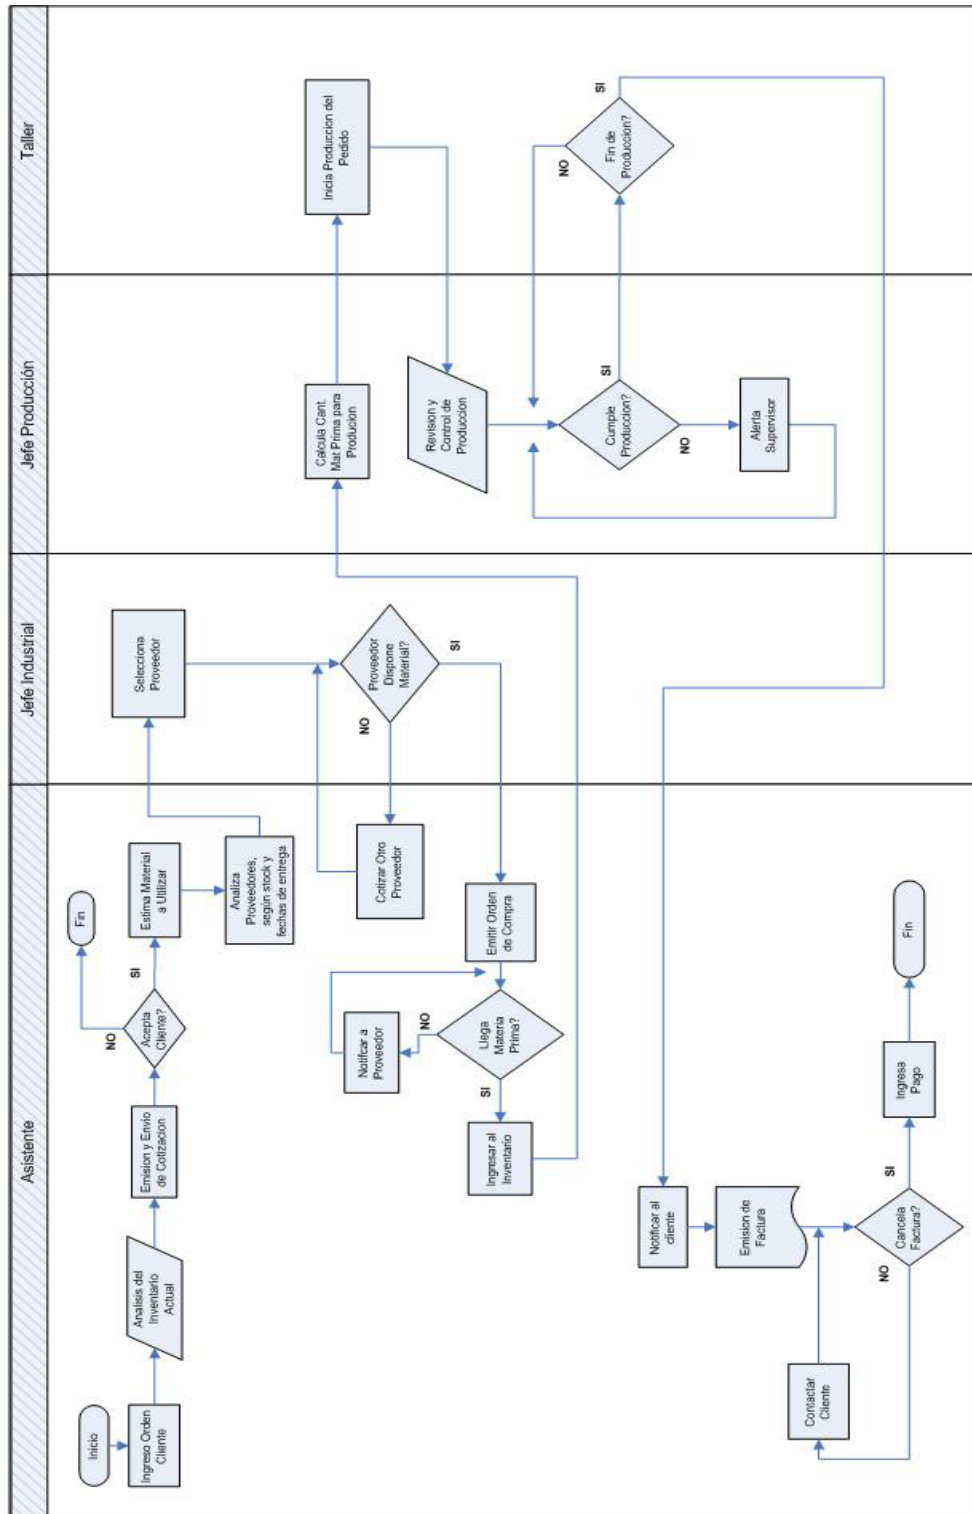 Asistente
Jefe Industrial
Jefe Producción
Taller
Inicio
Ingreso Orden
Cliente
Analisis del
Inventario
Actual
Emision y Envio
de Cotizacion
Acepta
Cliente?
NO
Fin
SI
Estima Material
a Utilizar
Analiza
Proveedores,
según stock y
fechas de entrega
Selecciona
Proveedor
Proveedor
Dispone
Material?
NO
SI
Cotizar Otro
Proveedor
Emitir Orden
de Compra
Llega
Materia
Prima?
NO
Notifcar a
Proveedor
SI
Ingresar al
Inventario
Calcula Cant.
Mat Prima para
Producion
Inicia Produccion del
Pedido
Revision y
Control de
Produccion
Cumple
Produccion?
SI
NO
Alerta
Supervisor
Fin de
Produccion?
NO
SI
Notificar al
cliente
Emision de
Factura
Cancela
Factura?
NO
Contactar
Cliente
SI
Ingresa
Pago
Fin